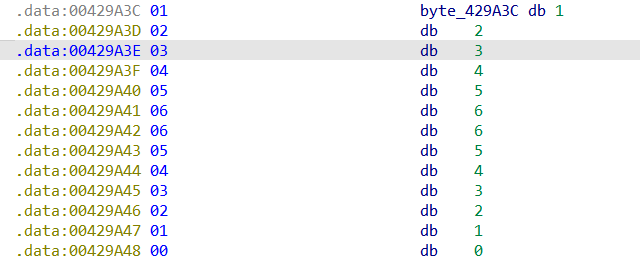 .data:00429A3C 01 byte_429A3C db 1
.data:00429A3D 02 db 2
.data:00429A3E 03 db 3
.data:00429A3F 04 db 4
.data:00429A40 05 db 5
.data:00429A41 06 db 6
.data:00429A42 06 db 6
.data:00429A43 05 db 5
.data:00429A44 04 db 4
.data:00429A45 03 db 3
.data:00429A46 02 db 2
.data:00429A47 01 db 1
.data:00429A48 00 db 0